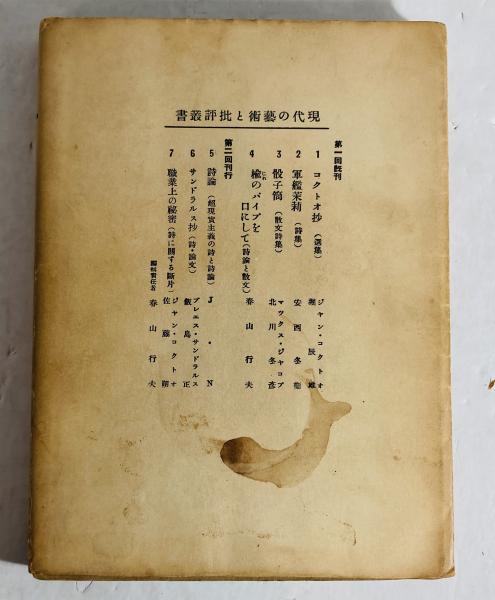 書叢評批と術藝の代現
第一回既刊
1 コクトオ抄(選集) ジャン・コクトオ 堀辰雄
2 軍艦茉莉(詩集) 安西冬衛
3 骰子筒(散文詩集) マックス・ジャコブ 北川冬彦
4 楡のパイプを口にして(詩論と散文) 春山行夫
第二回刊行
5 詩論(超現實主義の詩と詩論) J・N
6 サンドラルス抄(詩・論文) ブレエズ・サンドラルス 飯島正
7 職業上の秘密(詩に關する斷片) ジャン・コクトオ 佐藤朔
編輯責任者 春山行夫